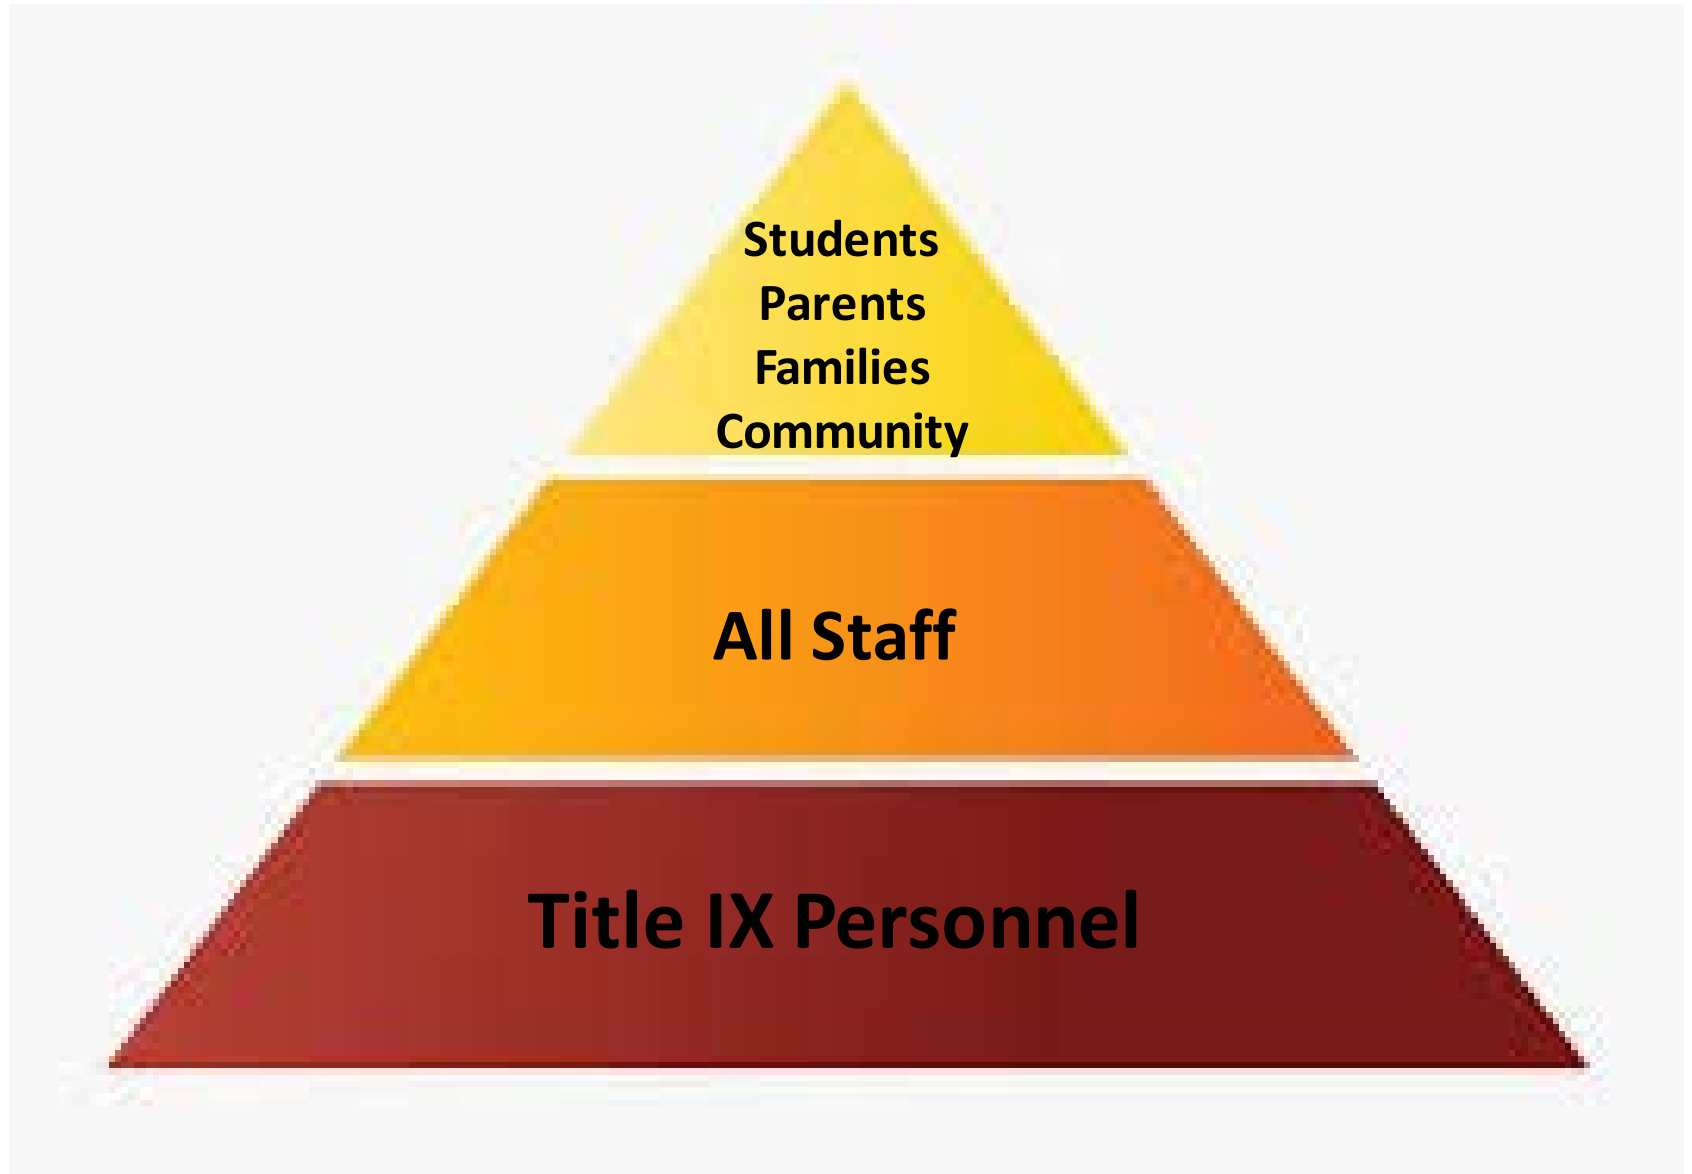 Students
Parents
Families
Community
All Staff
Title IX Personnel